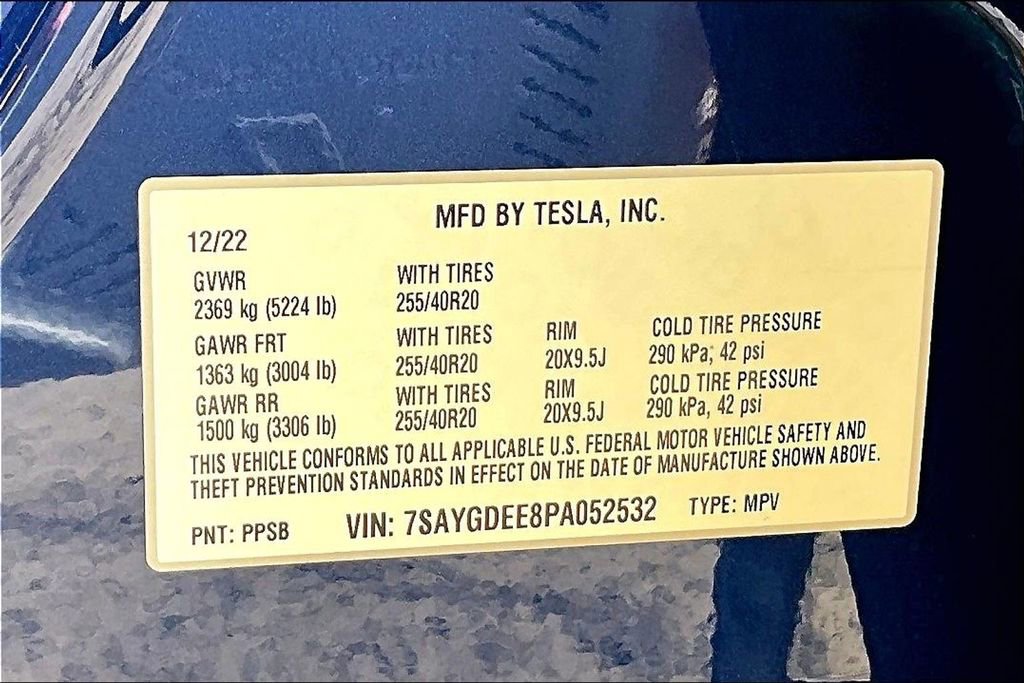 MFD BY TESLA, INC.
12/22
GVWR WITH TIRES
2369 kg (5224 lb) 255/40R20
GAWR FRT WITH TIRES RIM COLD TIRE PRESSURE
1363 kg (3004 lb) 255/40R20 20X9.5J 290 kPa, 42 psi
GAWR RR WITH TIRES RIM COLD TIRE PRESSURE
1500 kg (3306 lb) 255/40R20 20X9.5J 290 kPa, 42 psi
THIS VEHICLE CONFORMS TO ALL APPLICABLE U.S. FEDERAL MOTOR VEHICLE SAFETY AND
THEFT PREVENTION STANDARDS IN EFFECT ON THE DATE OF MANUFACTURE SHOWN ABOVE.
PNT: PPSB VIN: 7SAYGDEE8PA052532 TYPE: MPV